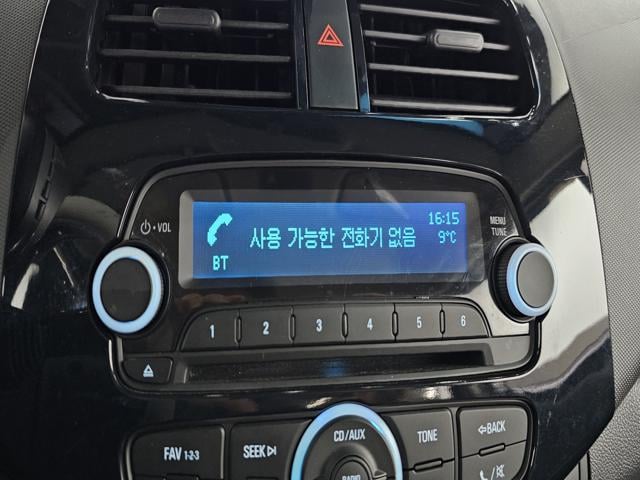 VOL
MENU
TUNE
16:15
사용 가능한 전화기 없음 9°C
BT
1 2 3 4 5 6
FAV 1-2-3
SEEK
CD/AUX
TONE
BACK
RADIO